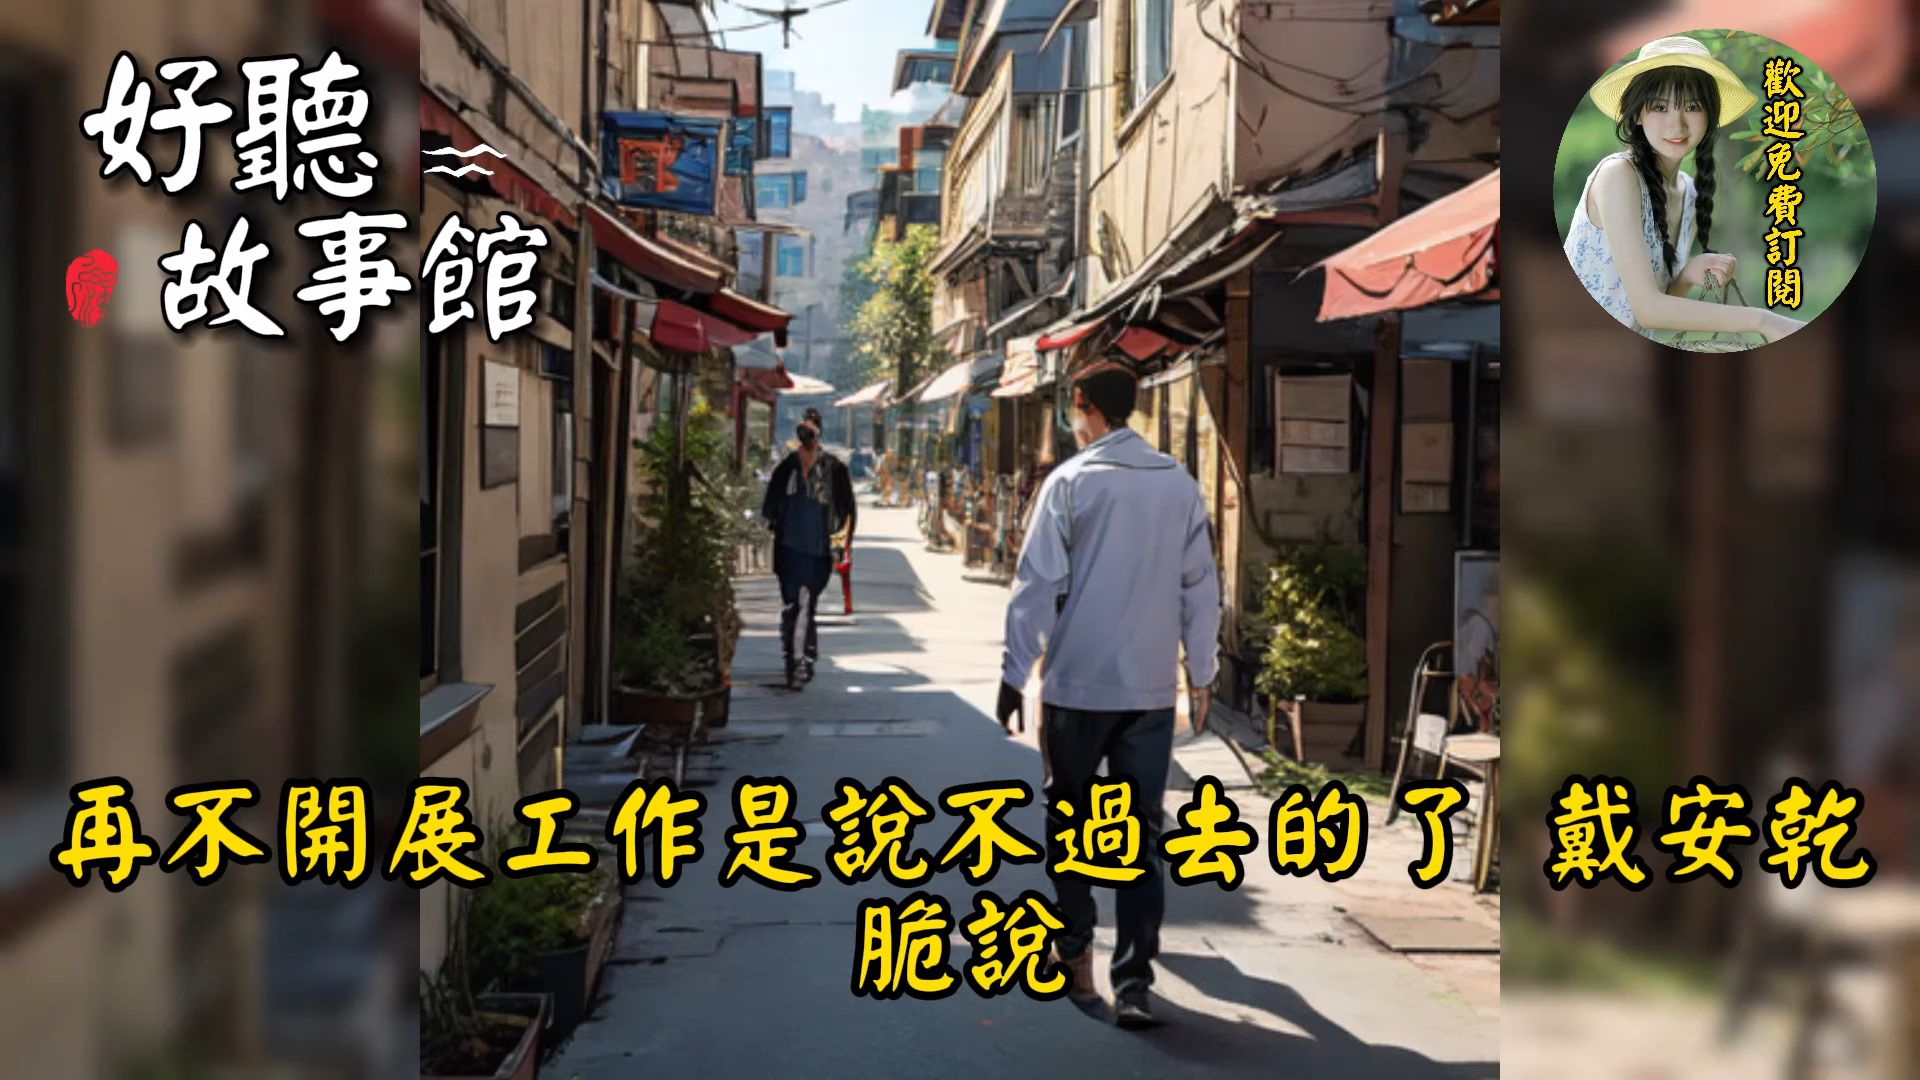 好聽
故事館
歡迎免費訂閱
再不開展工作是說不過去的了 戴安乾
脆說